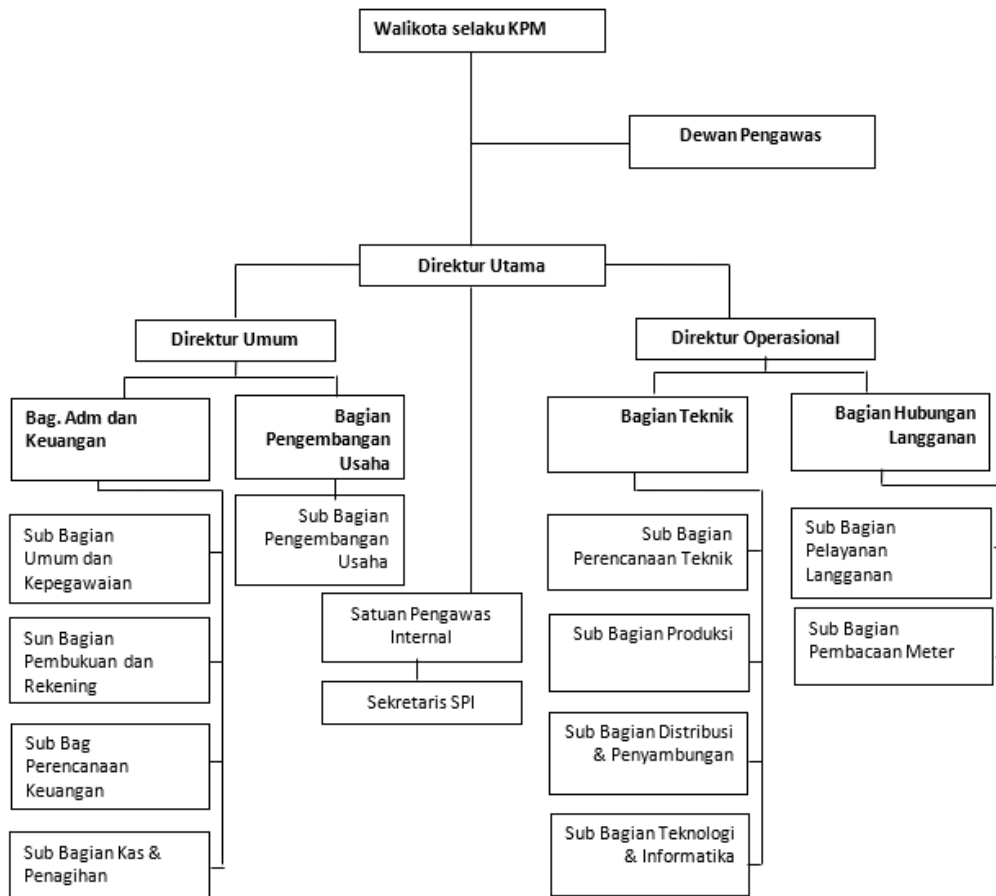 Walikota selaku KPM
Dewan Pengawas
Direktur Utama
Direktur Umum
Direktur Operasional
Bag. Adm dan
Keuangan
Bagian
Pengembangan
Usaha
Bagian Teknik
Bagian Hubungan
Langganan
Sub Bagian
Umum dan
Kepegawaian
Sub Bagian
Pengembangan
Usaha
Sub Bagian
Perencanaan Teknik
Sub Bagian
Pelayanan
Langganan
Satuan Pengawas
Internal
Sun Bagian
Pembukuan dan
Rekening
Sub Bagian Produksi
Sub Bagian
Pembacaan Meter
Sekretaris SPI
Sub Bag
Perencanaan
Keuangan
Sub Bagian Distribusi
& Penyambungan
Sub Bagian Kas &
Penagihan
Sub Bagian Teknologi
& Informatika